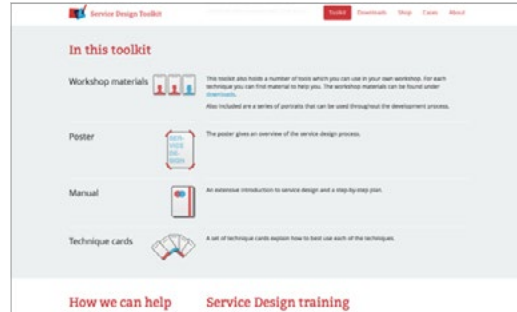 Service Design Toolkit
Toolkit Downloads Shop Cases About
In this toolkit
Workshop materials
This toolkit also holds a number of tools which you can use in your own workshop. For each
technique you can find material to help you. The workshop materials can be found under
downloads.
Also included are a series of portraits that can be used throughout the development process.
Poster
SER-
VICE
DE-
SIGN
The poster gives an overview of the service design process.
Manual
An extensive introduction to service design and a step-by-step plan.
Technique cards
A set of technique cards explain how to best use each of the techniques.
How we can help
Service Design training